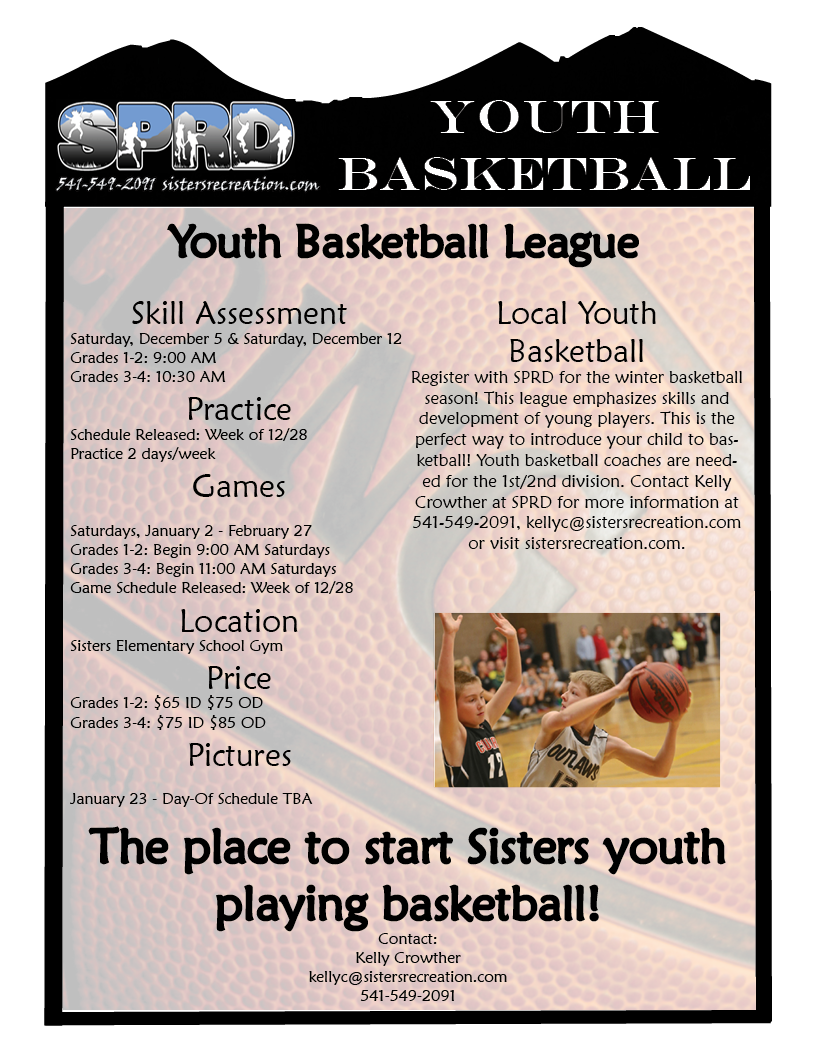 SPRD
541-549-2091 sistersrecreation.com
YOUTH
BASKETBALL
Youth Basketball League
Skill Assessment
Saturday, December 5 & Saturday, December 12
Grades 1-2: 9:00 AM
Grades 3-4: 10:30 AM
Practice
Schedule Released: Week of 12/28
Practice 2 days/week
Games
Saturdays, January 2 - February 27
Grades 1-2: Begin 9:00 AM Saturdays
Grades 3-4: Begin 11:00 AM Saturdays
Game Schedule Released: Week of 12/28
Location
Sisters Elementary School Gym
Price
Grades 1-2: $65 ID $75 OD
Grades 3-4: $75 ID $85 OD
Pictures
January 23 - Day-Of Schedule TBA
Local Youth
Basketball
Register with SPRD for the winter basketball
season! This league emphasizes skills and
development of young players. This is the
perfect way to introduce your child to bas-
ketball! Youth basketball coaches are need-
ed for the 1st/2nd division. Contact Kelly
Crowther at SPRD for more information at
541-549-2091, kellyc@sistersrecreation.com
or visit sistersrecreation.com.
OUTLAWS
The place to start Sisters youth
playing basketball!
Contact:
Kelly Crowther
kellyc@sistersrecreation.com
541-549-2091